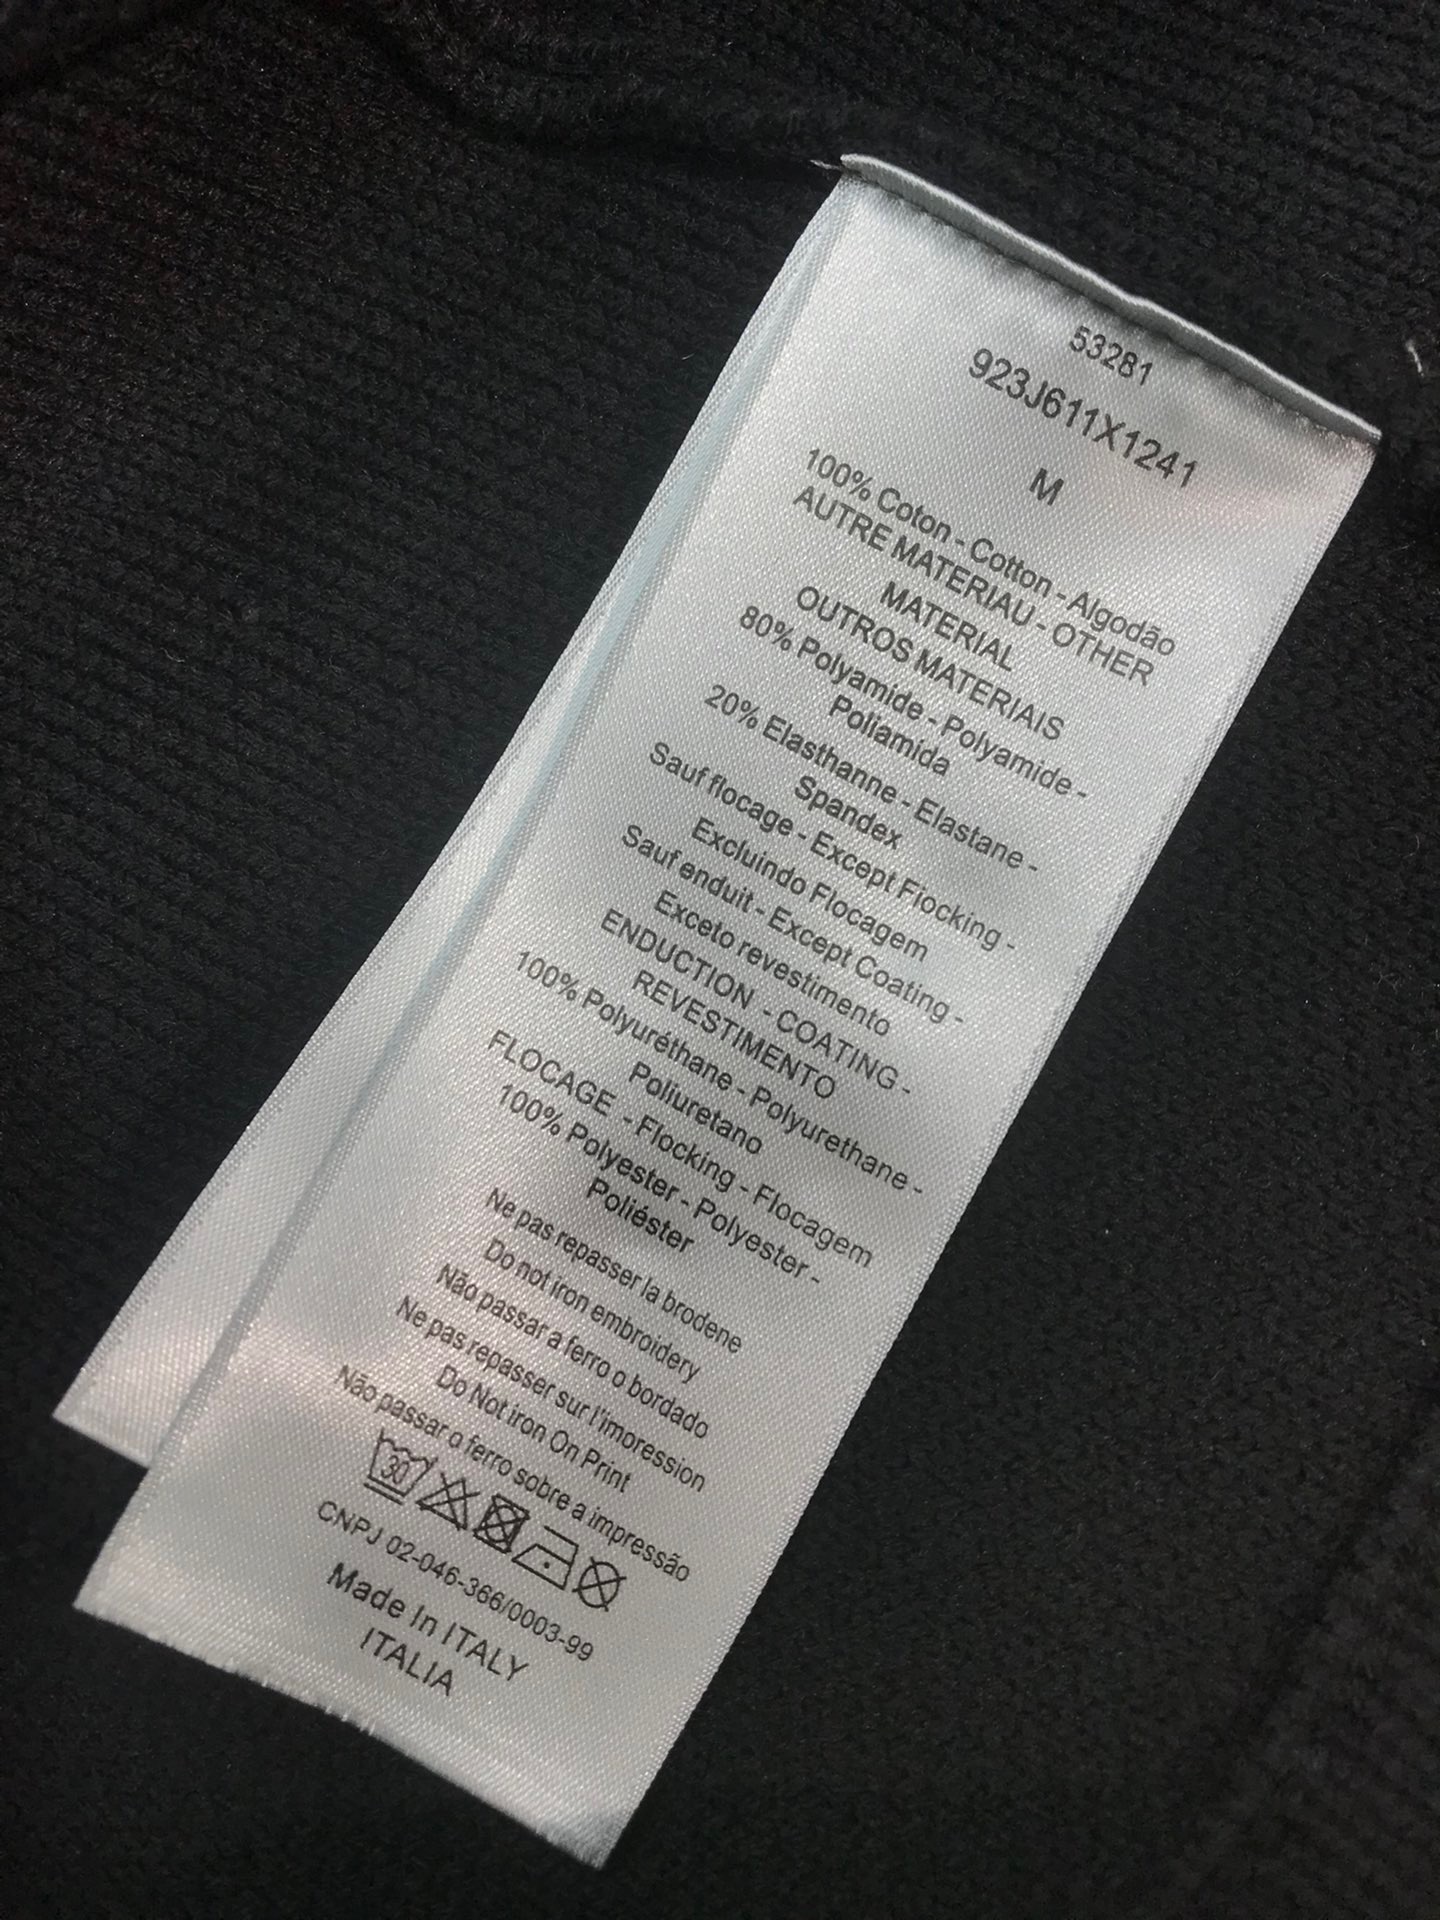 53281
923J611X1241
M
100% Coton - Cotton - Algodão
AUTRE MATERIAU - OTHER
MATERIAL
OUTROS MATERIAIS
80% Polyamide - Polyamide -
Poliamida
20% Elasthanne - Elastane -
Spandex
Sauf flocage - Except Fiocking -
Excluindo Flocagem
Sauf enduit - Except Coating -
Exceto revestimento
ENDUCTION - COATING -
REVESTIMENTO
100% Polyuréthane - Polyurethane -
Poliuretano
FLOCAGE - Flocking - Flocagem
100% Polyester - Polyester -
Poliéster
Ne pas repasser la brodene
Do not iron embroidery
Não passar a ferro o bordado
Ne pas repasser sur l'imoression
Do Not iron On Print
Não passar o ferro sobre a impressão
30
CNPJ 02-046-366/0003-99
Made In ITALY
ITALIA